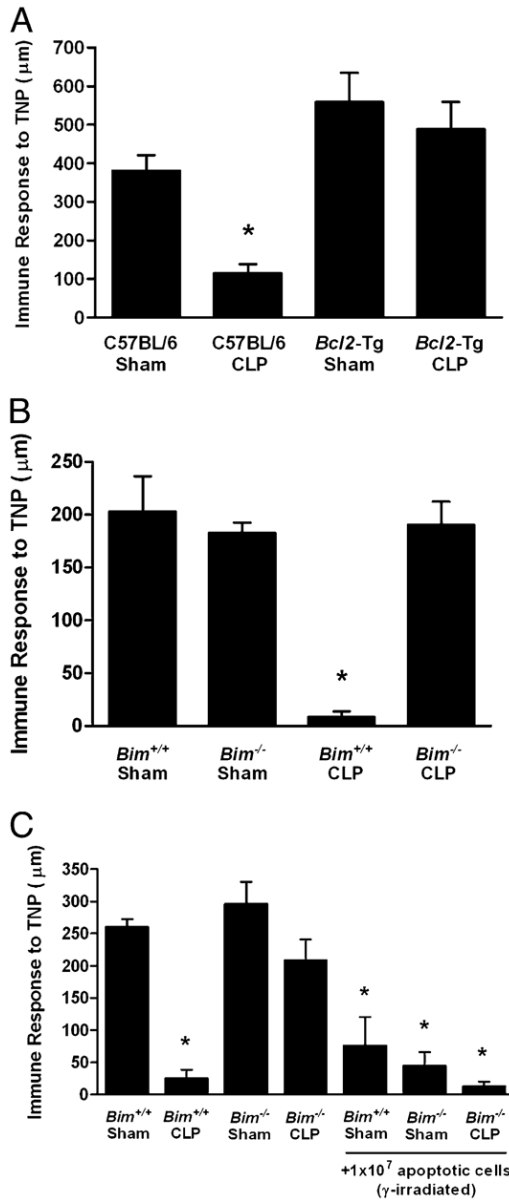 A
Immune Response to TNP (μm)
700
600
500
400
300
200
100
0
*
C57BL/6 C57BL/6 Bcl2-Tg Bcl2-Tg
Sham CLP Sham CLP
B
Immune Response to TNP (μm)
250
200
150
100
50
0
*
Bim+/+ Bim-/- Bim+/+ Bim-/-
Sham Sham CLP CLP
C
Immune Response to TNP (μm)
350
300
250
200
150
100
50
0
* * * *
Bim+/+ Bim+/+ Bim-/- Bim-/- Bim+/+ Bim-/- Bim-/-
Sham CLP Sham CLP Sham Sham CLP
+1x10⁷ apoptotic cells
(γ-irradiated)